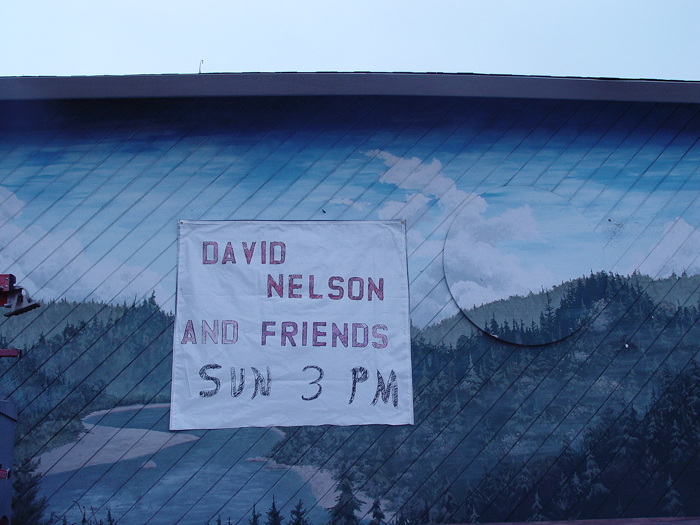 DAVID
NELSON
AND FRIENDS
SUN 3 PM